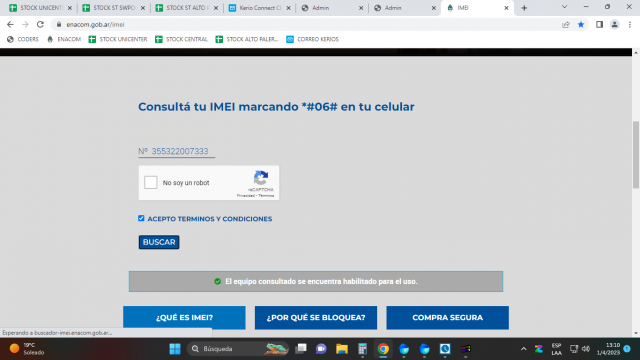 STOCK UNICENT
STOCK ST SWPO
STOCK ST ALTO
Kerio Connect Cl
Admin
Admin
IMEI
enacom.gob.ar/imei
CODERS
ENACOM
STOCK UNICENTER
STOCK CENTRAL
STOCK ALTO PALER...
CORREO KERIOS
Consultá tu IMEI marcando *#06# en tu celular
Nº 355322007333
No soy un robot
reCAPTCHA
Privacidad - Términos
ACEPTO TERMINOS Y CONDICIONES
BUSCAR
El equipo consultado se encuentra habilitado para el uso.
¿QUÉ ES IMEI?
¿POR QUÉ SE BLOQUEA?
COMPRA SEGURA
Esperando a buscador-imei.enacom.gob.ar...
19°C
Soleado
Búsqueda
ESP
LAA
13:10
1/4/2023